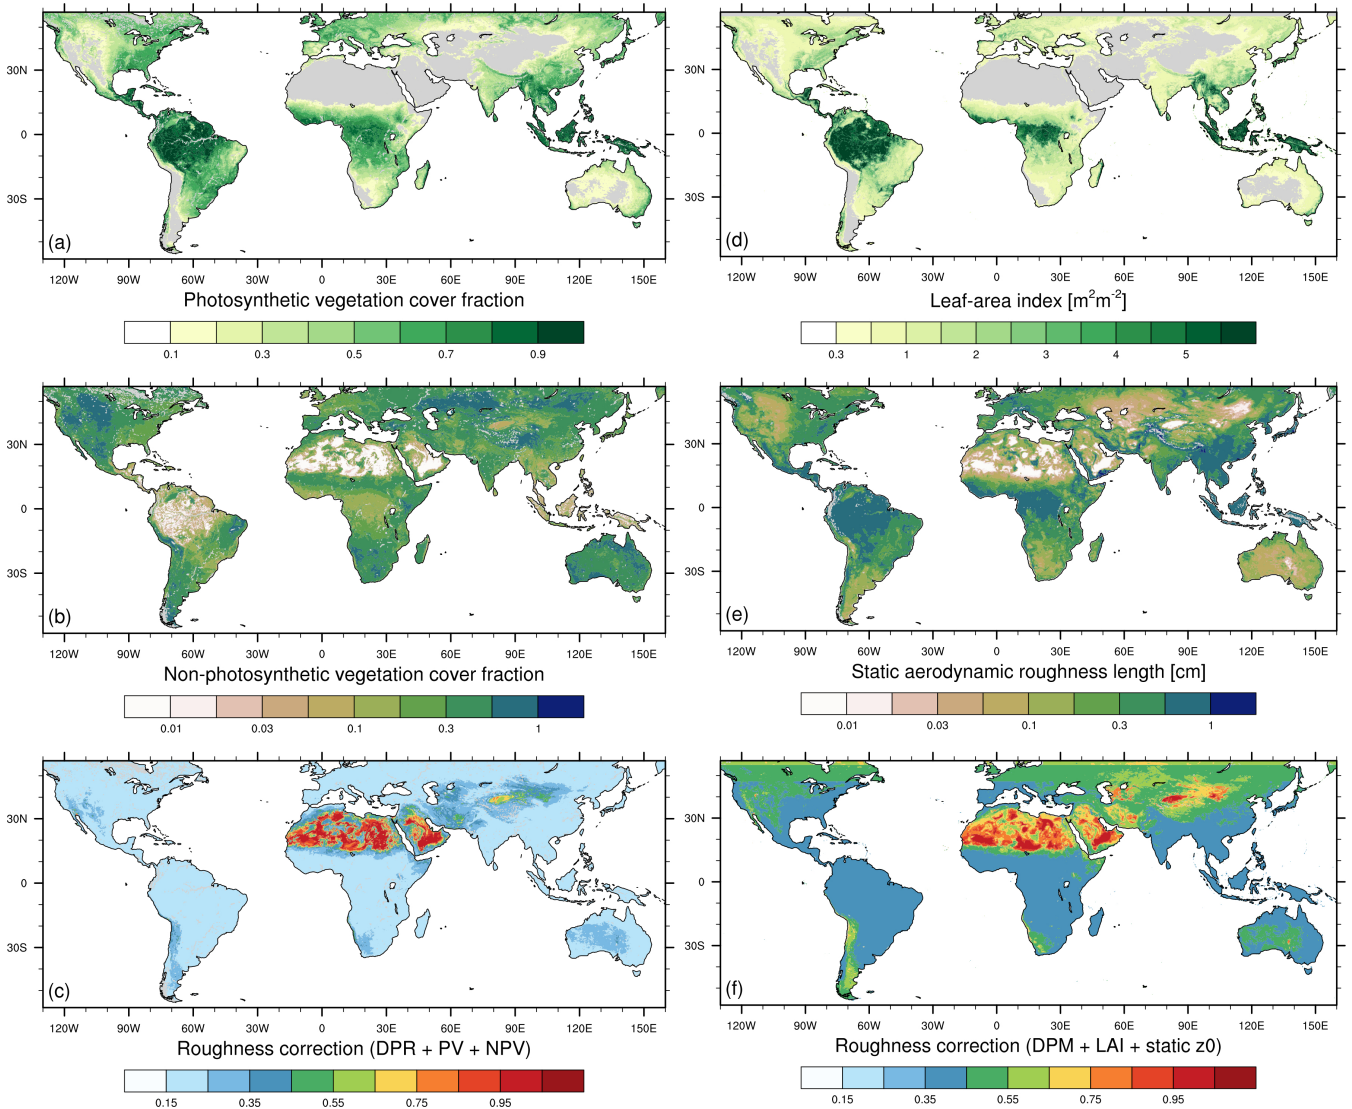 30N
0
30S
(a)
120W 90W 60W 30W 0 30E 60E 90E 120E 150E
Photosynthetic vegetation cover fraction
0.1 0.3 0.5 0.7 0.9
30N
0
30S
(d)
120W 90W 60W 30W 0 30E 60E 90E 120E 150E
Leaf-area index [m²m⁻²]
0.3 1 2 3 4 5
30N
0
30S
(b)
120W 90W 60W 30W 0 30E 60E 90E 120E 150E
Non-photosynthetic vegetation cover fraction
0.01 0.03 0.1 0.3 1
30N
0
30S
(e)
120W 90W 60W 30W 0 30E 60E 90E 120E 150E
Static aerodynamic roughness length [cm]
0.01 0.03 0.1 0.3 1
30N
0
30S
(c)
120W 90W 60W 30W 0 30E 60E 90E 120E 150E
Roughness correction (DPR + PV + NPV)
0.15 0.35 0.55 0.75 0.95
30N
0
30S
(f)
120W 90W 60W 30W 0 30E 60E 90E 120E 150E
Roughness correction (DPM + LAI + static z0)
0.15 0.35 0.55 0.75 0.95